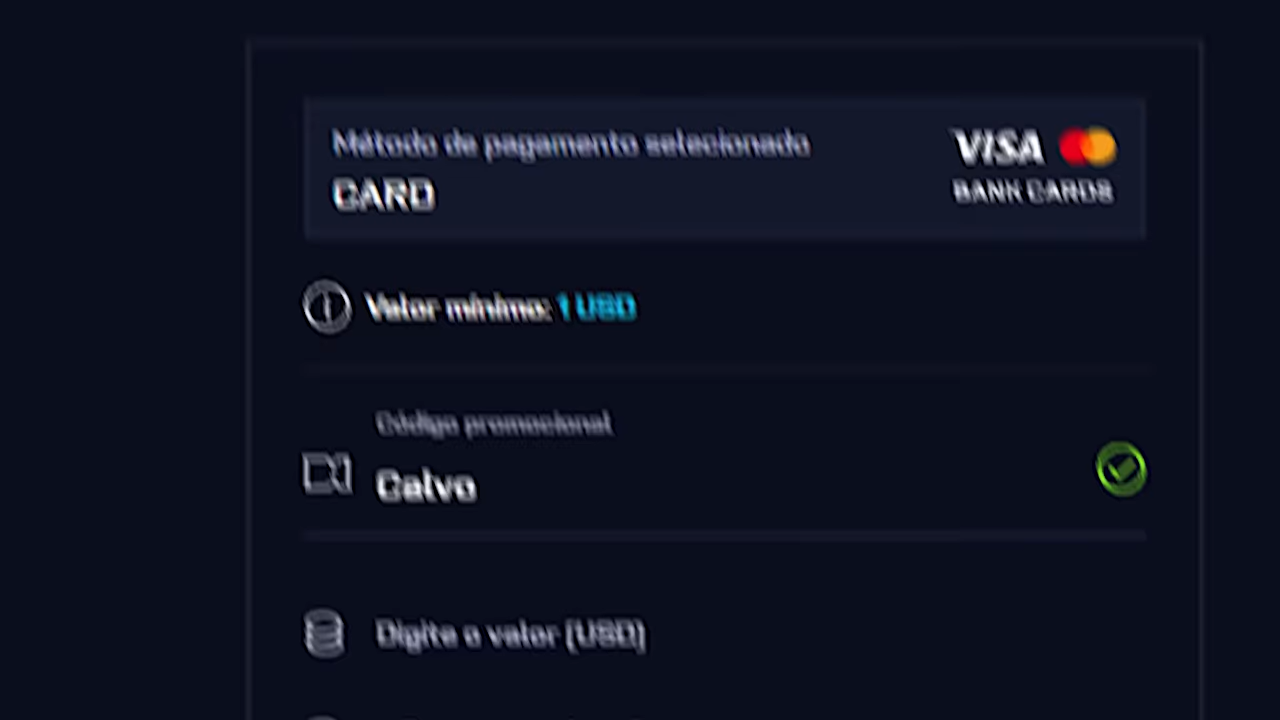 Método de pagamento selecionado
CARD
VISA
BANK CARDS
Valor mínimo: 1 USD
Código promocional
Calvo
Digite o valor (USD)